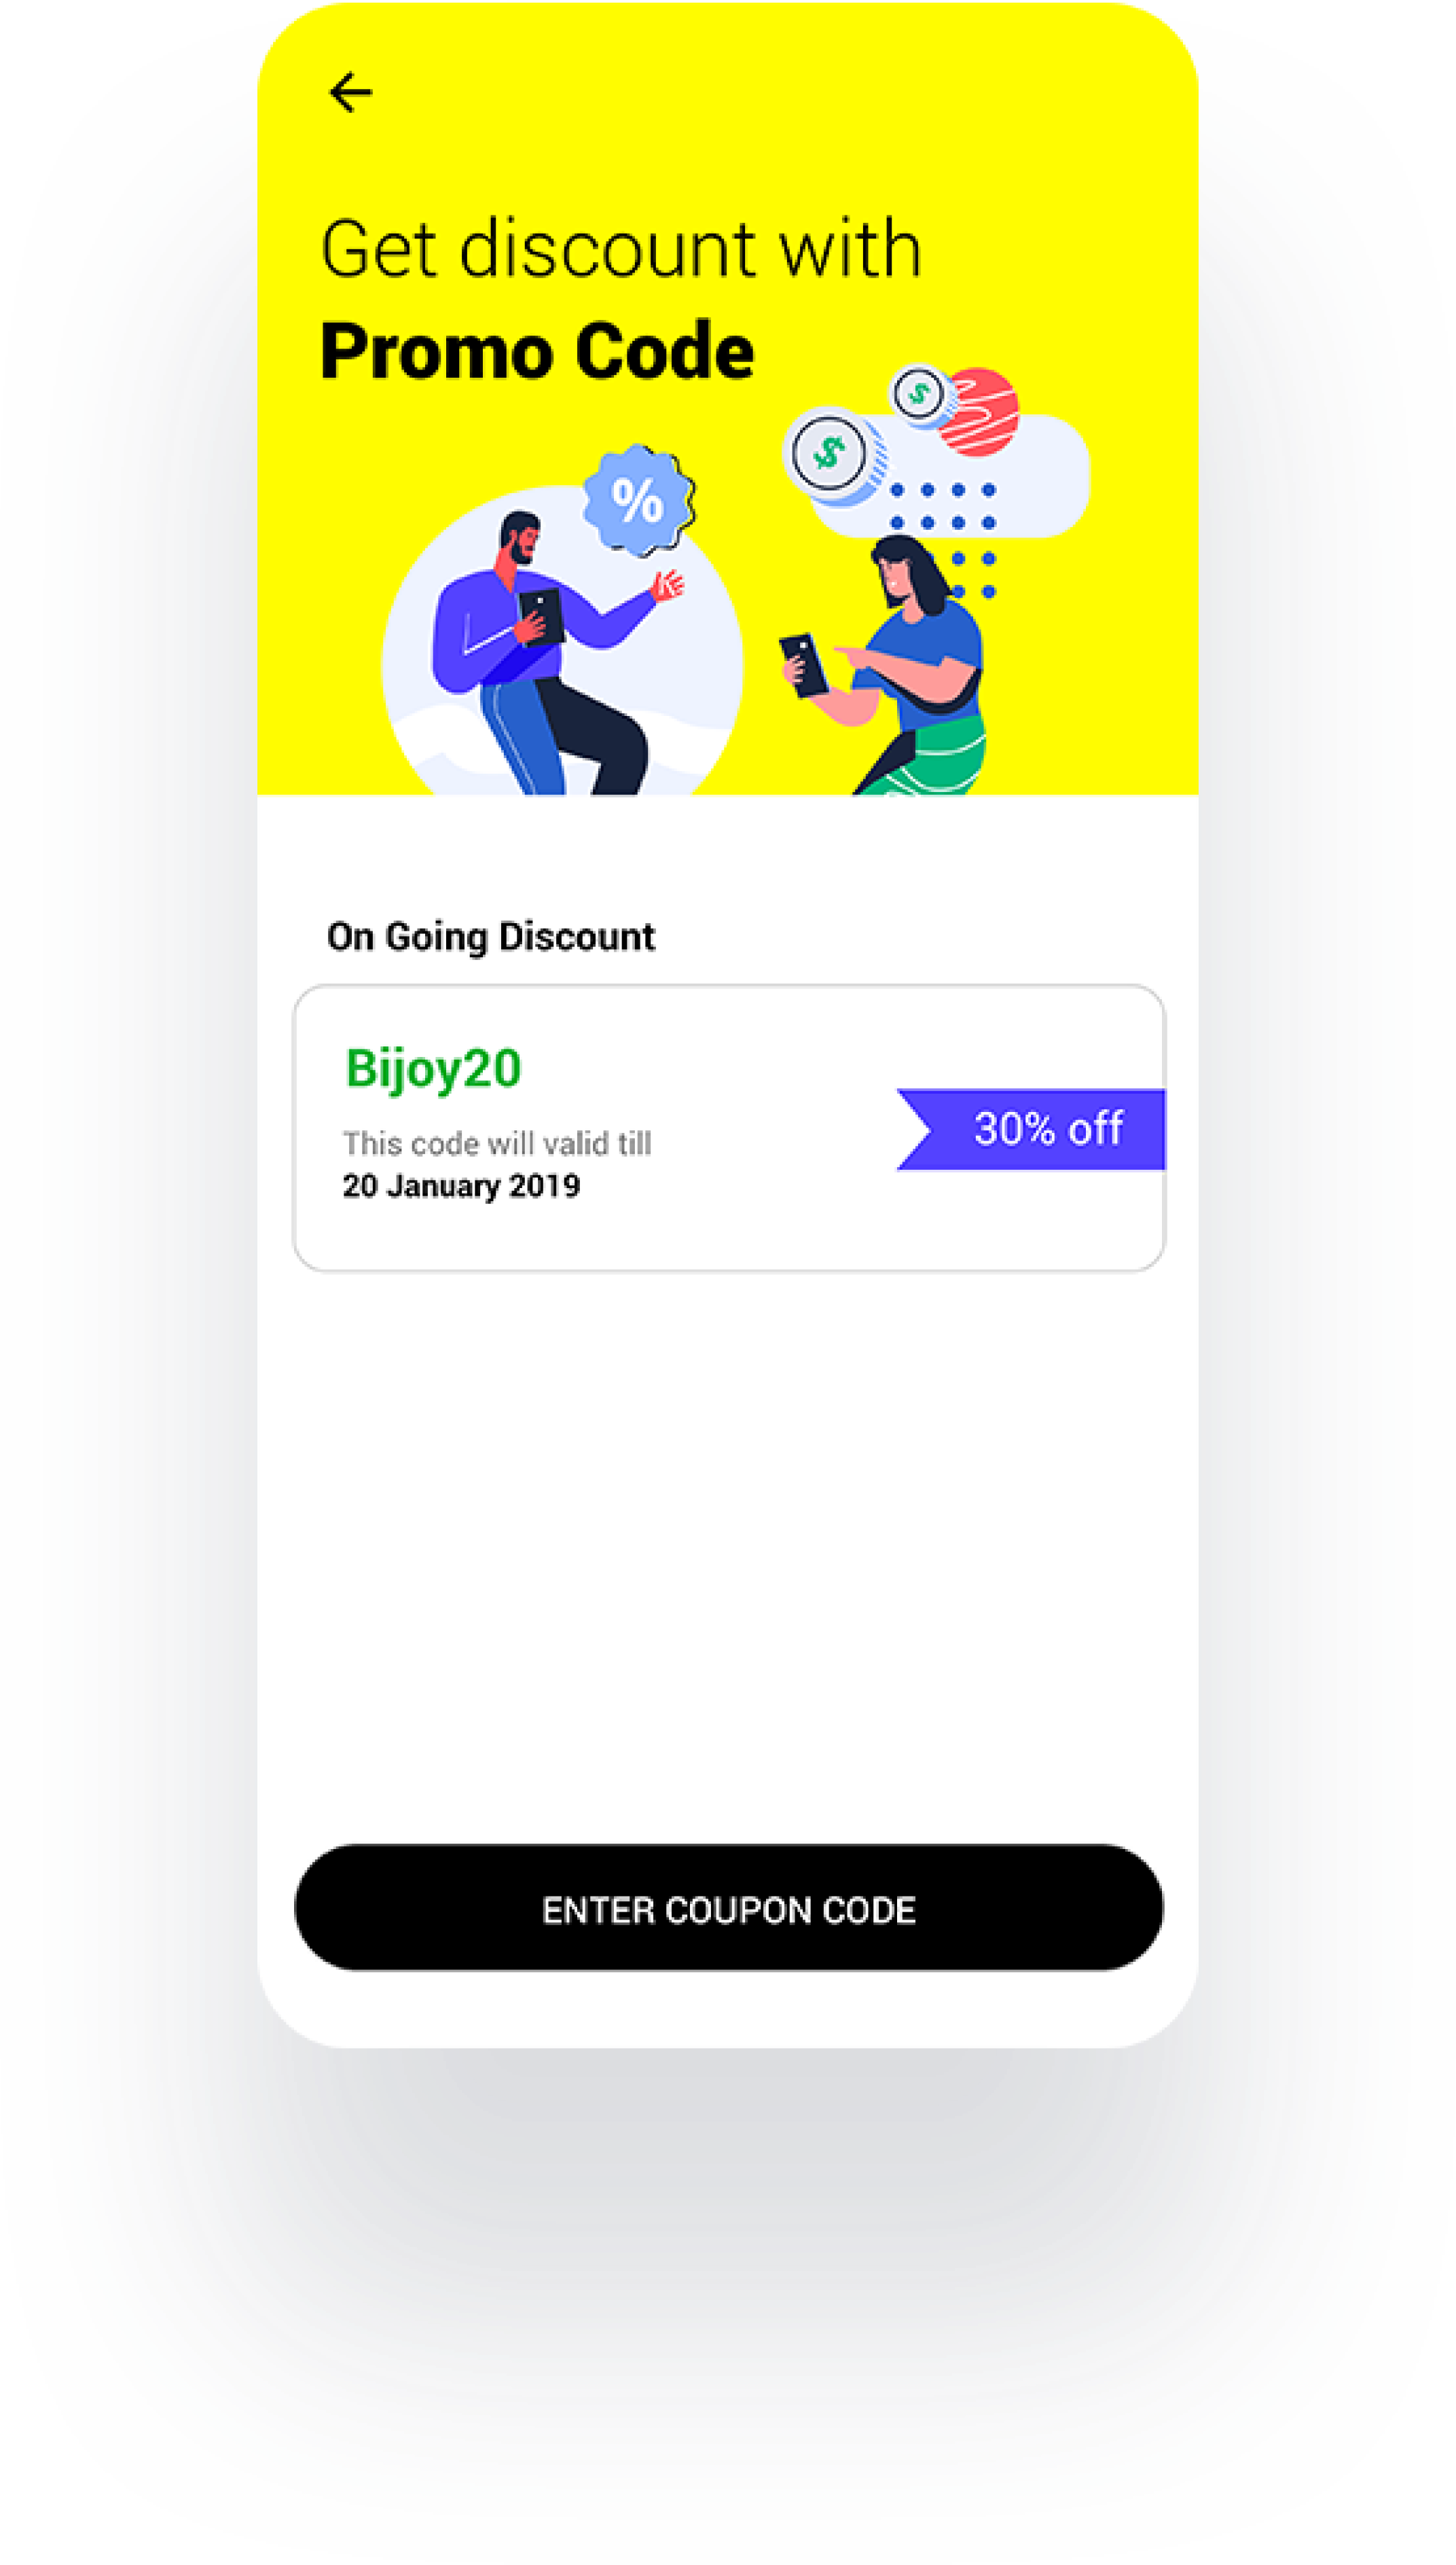 Get discount with
Promo Code
%
$
$
On Going Discount
Bijoy20
This code will valid till
20 January 2019
30% off
ENTER COUPON CODE